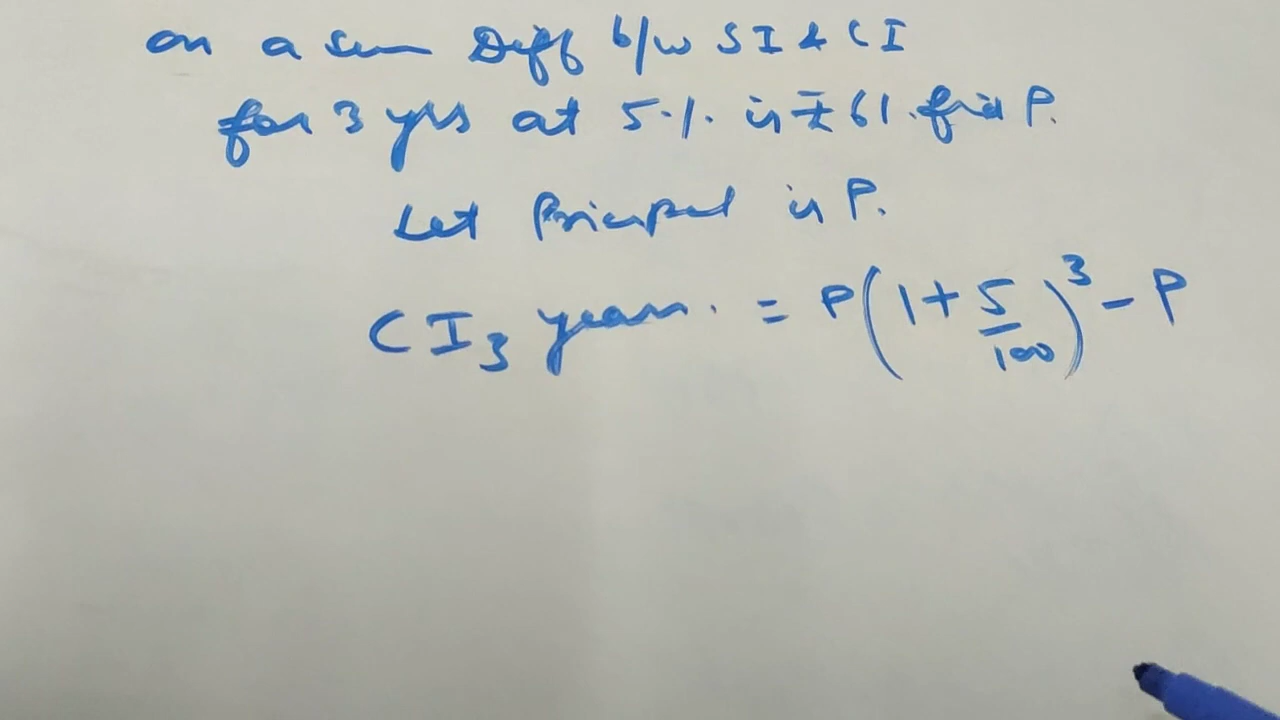 on a sum Diff b/w SI & CI
for 3 yrs at 5 % is ₹ 61. find P.
Let Principal is P.
CI₃ years. = P(1 + 5/100)³ - P